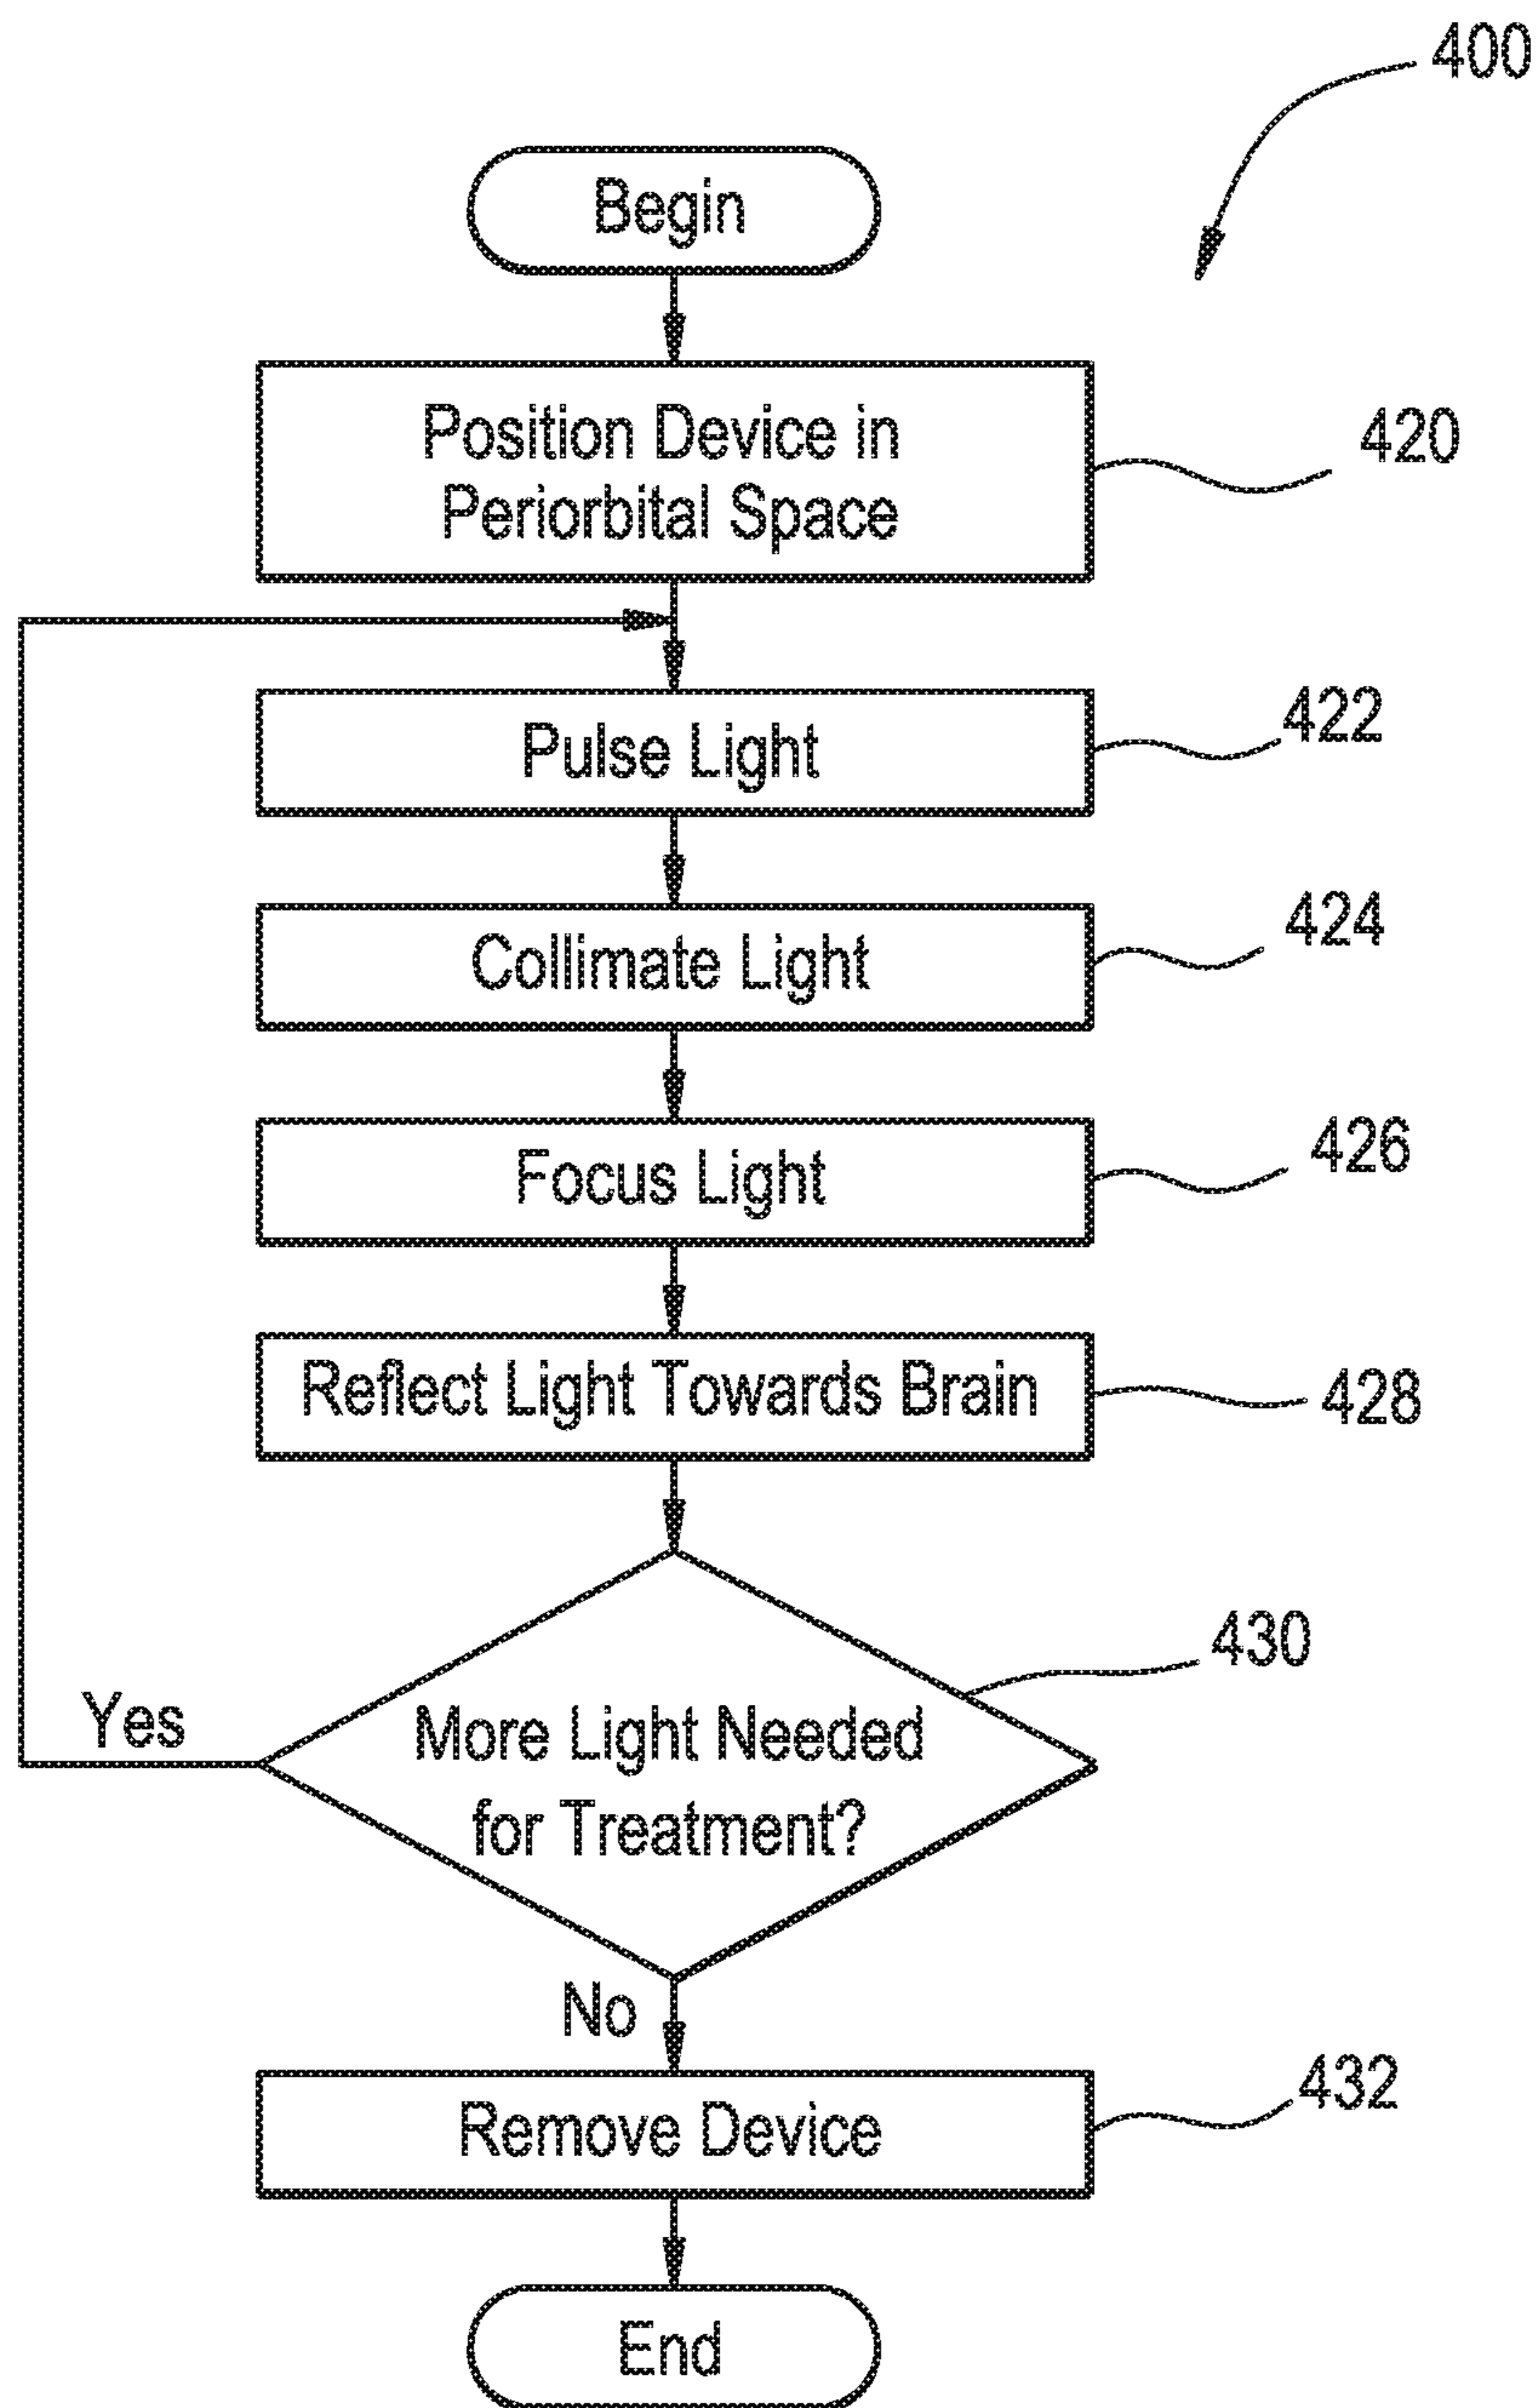 400
Begin
Position Device in
Periorbital Space
420
Pulse Light
422
Collimate Light
424
Focus Light
426
Reflect Light Towards Brain
428
430
Yes
More Light Needed
for Treatment?
No
Remove Device
432
End